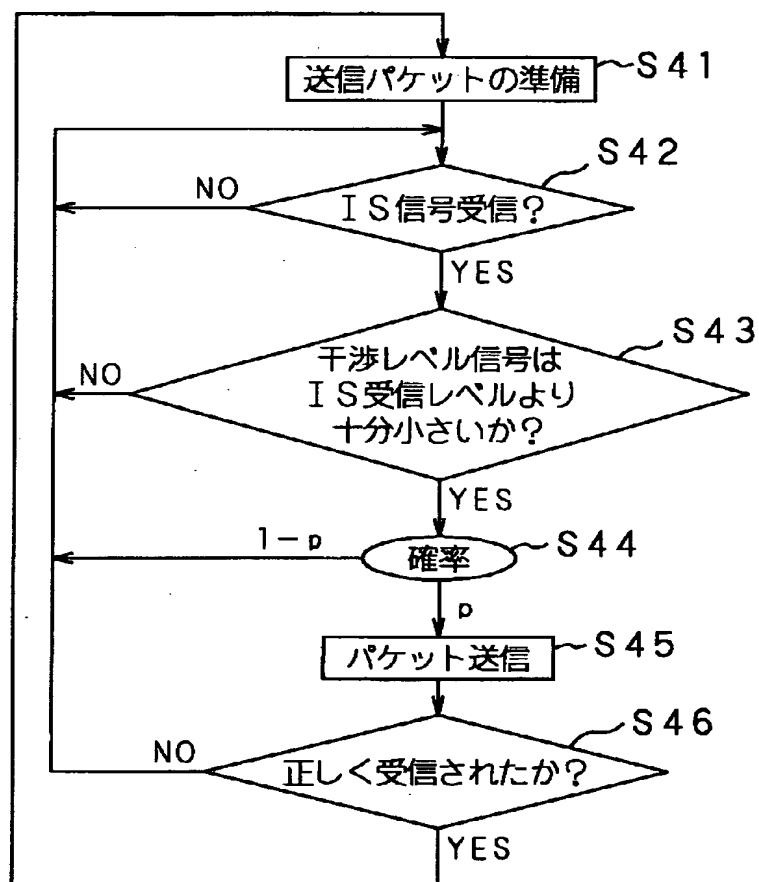 送信パケットの準備
S41
S42
NO
IS信号受信?
YES
S43
NO
干渉レベル信号は
IS受信レベルより
十分小さいか?
YES
1-p
確率
S44
p
パケット送信
S45
S46
NO
正しく受信されたか?
YES